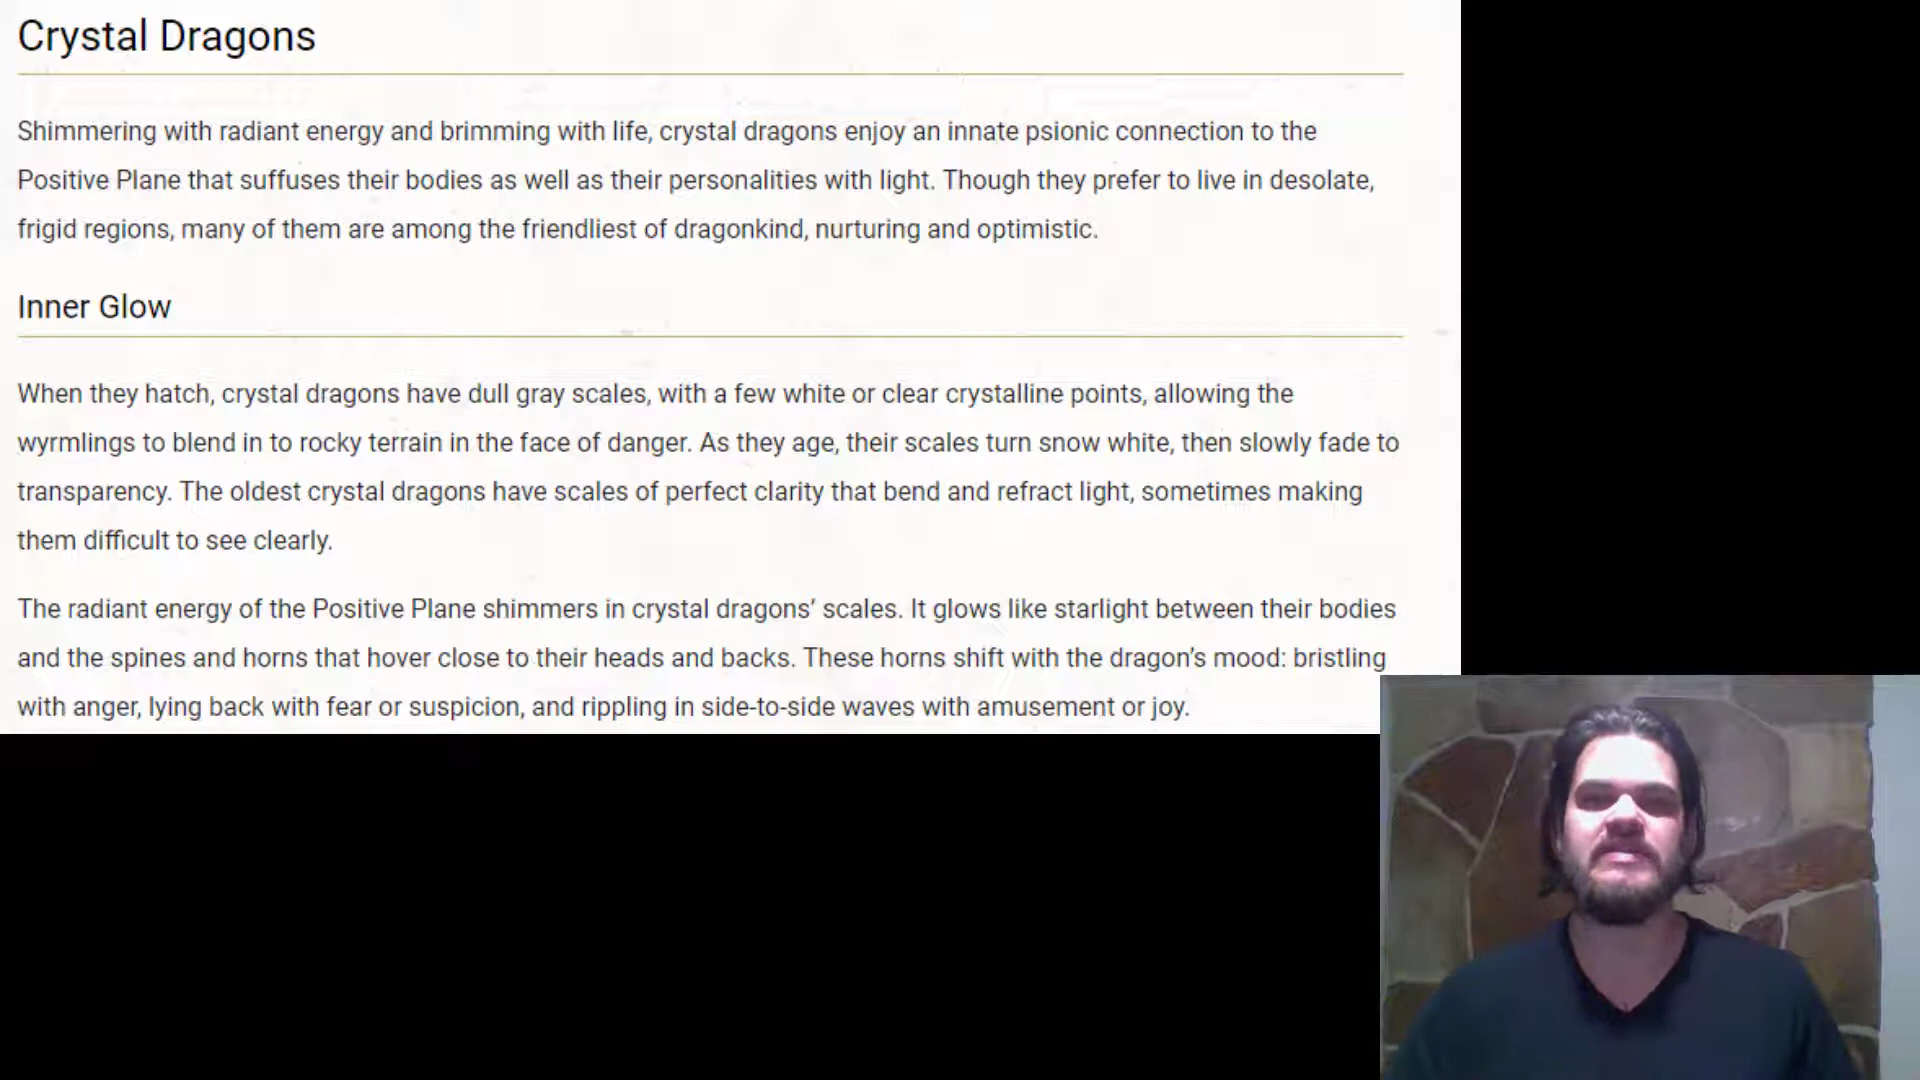 Crystal Dragons
Shimmering with radiant energy and brimming with life, crystal dragons enjoy an innate psionic connection to the
Positive Plane that suffuses their bodies as well as their personalities with light. Though they prefer to live in desolate,
frigid regions, many of them are among the friendliest of dragonkind, nurturing and optimistic.
Inner Glow
When they hatch, crystal dragons have dull gray scales, with a few white or clear crystalline points, allowing the
wyrmlings to blend in to rocky terrain in the face of danger. As they age, their scales turn snow white, then slowly fade to
transparency. The oldest crystal dragons have scales of perfect clarity that bend and refract light, sometimes making
them difficult to see clearly.
The radiant energy of the Positive Plane shimmers in crystal dragons’ scales. It glows like starlight between their bodies
and the spines and horns that hover close to their heads and backs. These horns shift with the dragon’s mood: bristling
with anger, lying back with fear or suspicion, and rippling in side-to-side waves with amusement or joy.